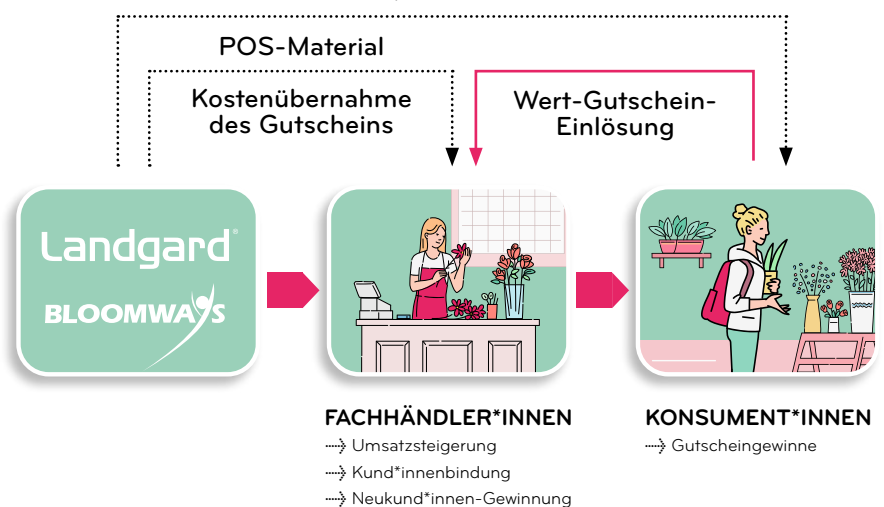 POS-Material
Kostenübernahme
des Gutscheins
Wert-Gutschein-
Einlösung
Landgard®
BLOOMWAYS
FACHHÄNDLER*INNEN
Umsatzsteigerung
Kund*innenbindung
Neukund*innen-Gewinnung
KONSUMENT*INNEN
Gutscheingewinne